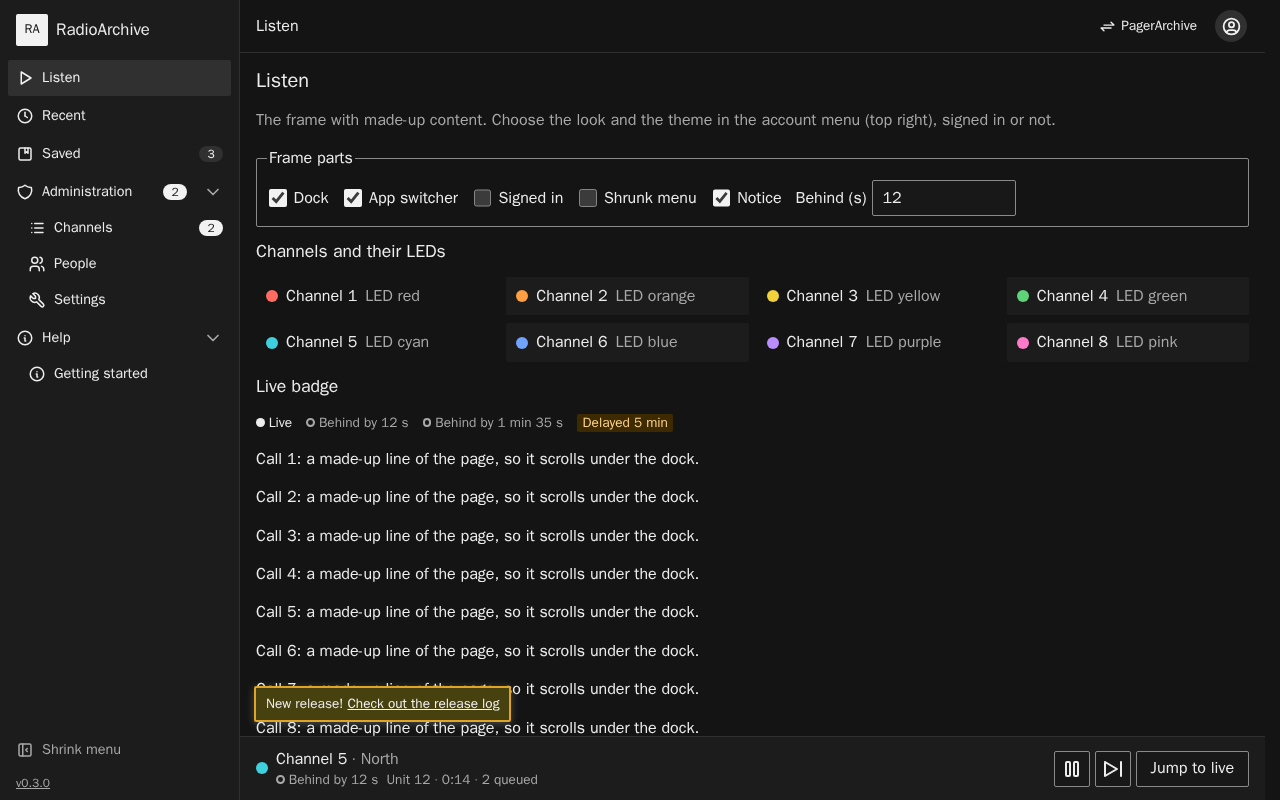 RA RadioArchive
Listen
Recent
Saved 3
Administration 2
Channels 2
People
Settings
Help
Getting started
Shrink menu
v0.3.0
Listen
PagerArchive
Listen
The frame with made-up content. Choose the look and the theme in the account menu (top right), signed in or not.
Frame parts
Dock App switcher Signed in Shrunk menu Notice Behind (s) 12
Channels and their LEDs
Channel 1 LED red Channel 2 LED orange Channel 3 LED yellow Channel 4 LED green
Channel 5 LED cyan Channel 6 LED blue Channel 7 LED purple Channel 8 LED pink
Live badge
Live Behind by 12 s Behind by 1 min 35 s Delayed 5 min
Call 1: a made-up line of the page, so it scrolls under the dock.
Call 2: a made-up line of the page, so it scrolls under the dock.
Call 3: a made-up line of the page, so it scrolls under the dock.
Call 4: a made-up line of the page, so it scrolls under the dock.
Call 5: a made-up line of the page, so it scrolls under the dock.
Call 6: a made-up line of the page, so it scrolls under the dock.
Call 7: a made-up line of the page, so it scrolls under the dock.
New release! Check out the release log
Call 8: a made-up line of the page, so it scrolls under the dock.
Channel 5 · North
Behind by 12 s Unit 12 · 0:14 · 2 queued
Jump to live